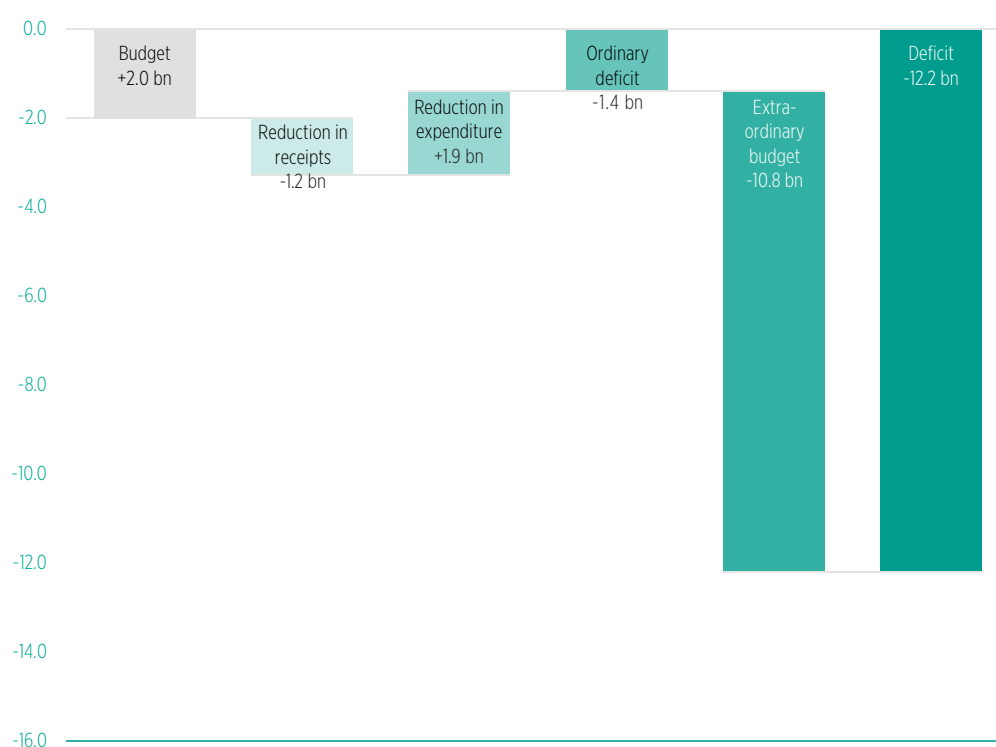 0.0
-2.0
-4.0
-6.0
-8.0
-10.0
-12.0
-14.0
-16.0
Budget
+2.0 bn
Reduction in
receipts
-1.2 bn
Reduction in
expenditure
+1.9 bn
Ordinary
deficit
-1.4 bn
Extra-
ordinary
budget
-10.8 bn
Deficit
-12.2 bn